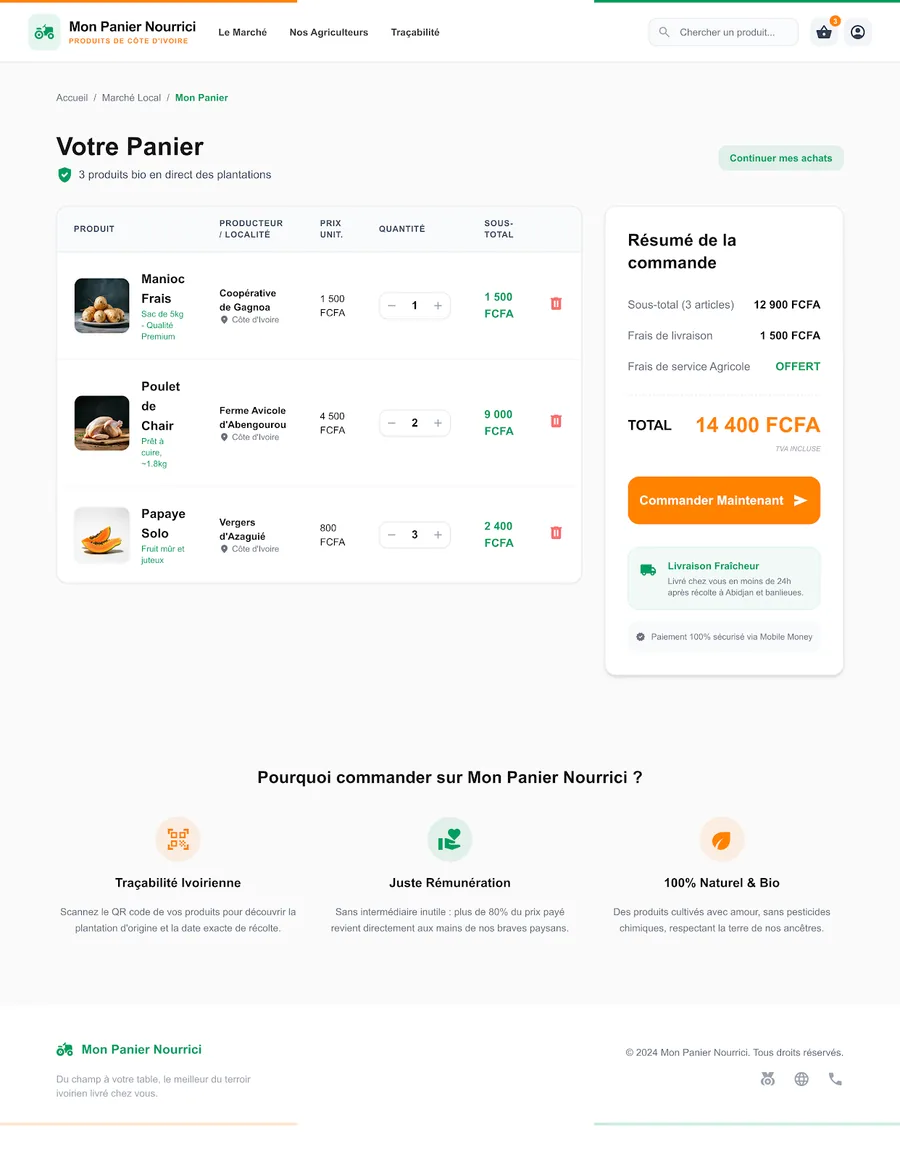 Mon Panier Nourrici
PRODUITS DE CÔTE D'IVOIRE
Le Marché
Nos Agriculteurs
Traçabilité
Chercher un produit...
3
Accueil / Marché Local / Mon Panier
Votre Panier
3 produits bio en direct des plantations
Continuer mes achats
PRODUIT
PRODUCTEUR
/ LOCALITÉ
PRIX
UNIT.
QUANTITÉ
SOUS-
TOTAL
Manioc
Frais
Sac de 5kg
- Qualité
Premium
Coopérative
de Gagnoa
Côte d'Ivoire
1 500
FCFA
− 1 +
1 500
FCFA
Poulet
de
Chair
Prêt à
cuire,
~1.8kg
Ferme Avicole
d'Abengourou
Côte d'Ivoire
4 500
FCFA
− 2 +
9 000
FCFA
Papaye
Solo
Fruit mûr et
juteux
Vergers
d'Azaguié
Côte d'Ivoire
800
FCFA
− 3 +
2 400
FCFA
Résumé de la
commande
Sous-total (3 articles) 12 900 FCFA
Frais de livraison 1 500 FCFA
Frais de service Agricole OFFERT
TOTAL 14 400 FCFA
TVA INCLUSE
Commander Maintenant
Livraison Fraîcheur
Livré chez vous en moins de 24h
après récolte à Abidjan et banlieues.
Paiement 100% sécurisé via Mobile Money
Pourquoi commander sur Mon Panier Nourrici ?
Traçabilité Ivoirienne
Scannez le QR code de vos produits pour découvrir la
plantation d'origine et la date exacte de récolte.
Juste Rémunération
Sans intermédiaire inutile : plus de 80% du prix payé
revient directement aux mains de nos braves paysans.
100% Naturel & Bio
Des produits cultivés avec amour, sans pesticides
chimiques, respectant la terre de nos ancêtres.
Mon Panier Nourrici
Du champ à votre table, le meilleur du terroir
ivoirien livré chez vous.
© 2024 Mon Panier Nourrici. Tous droits réservés.